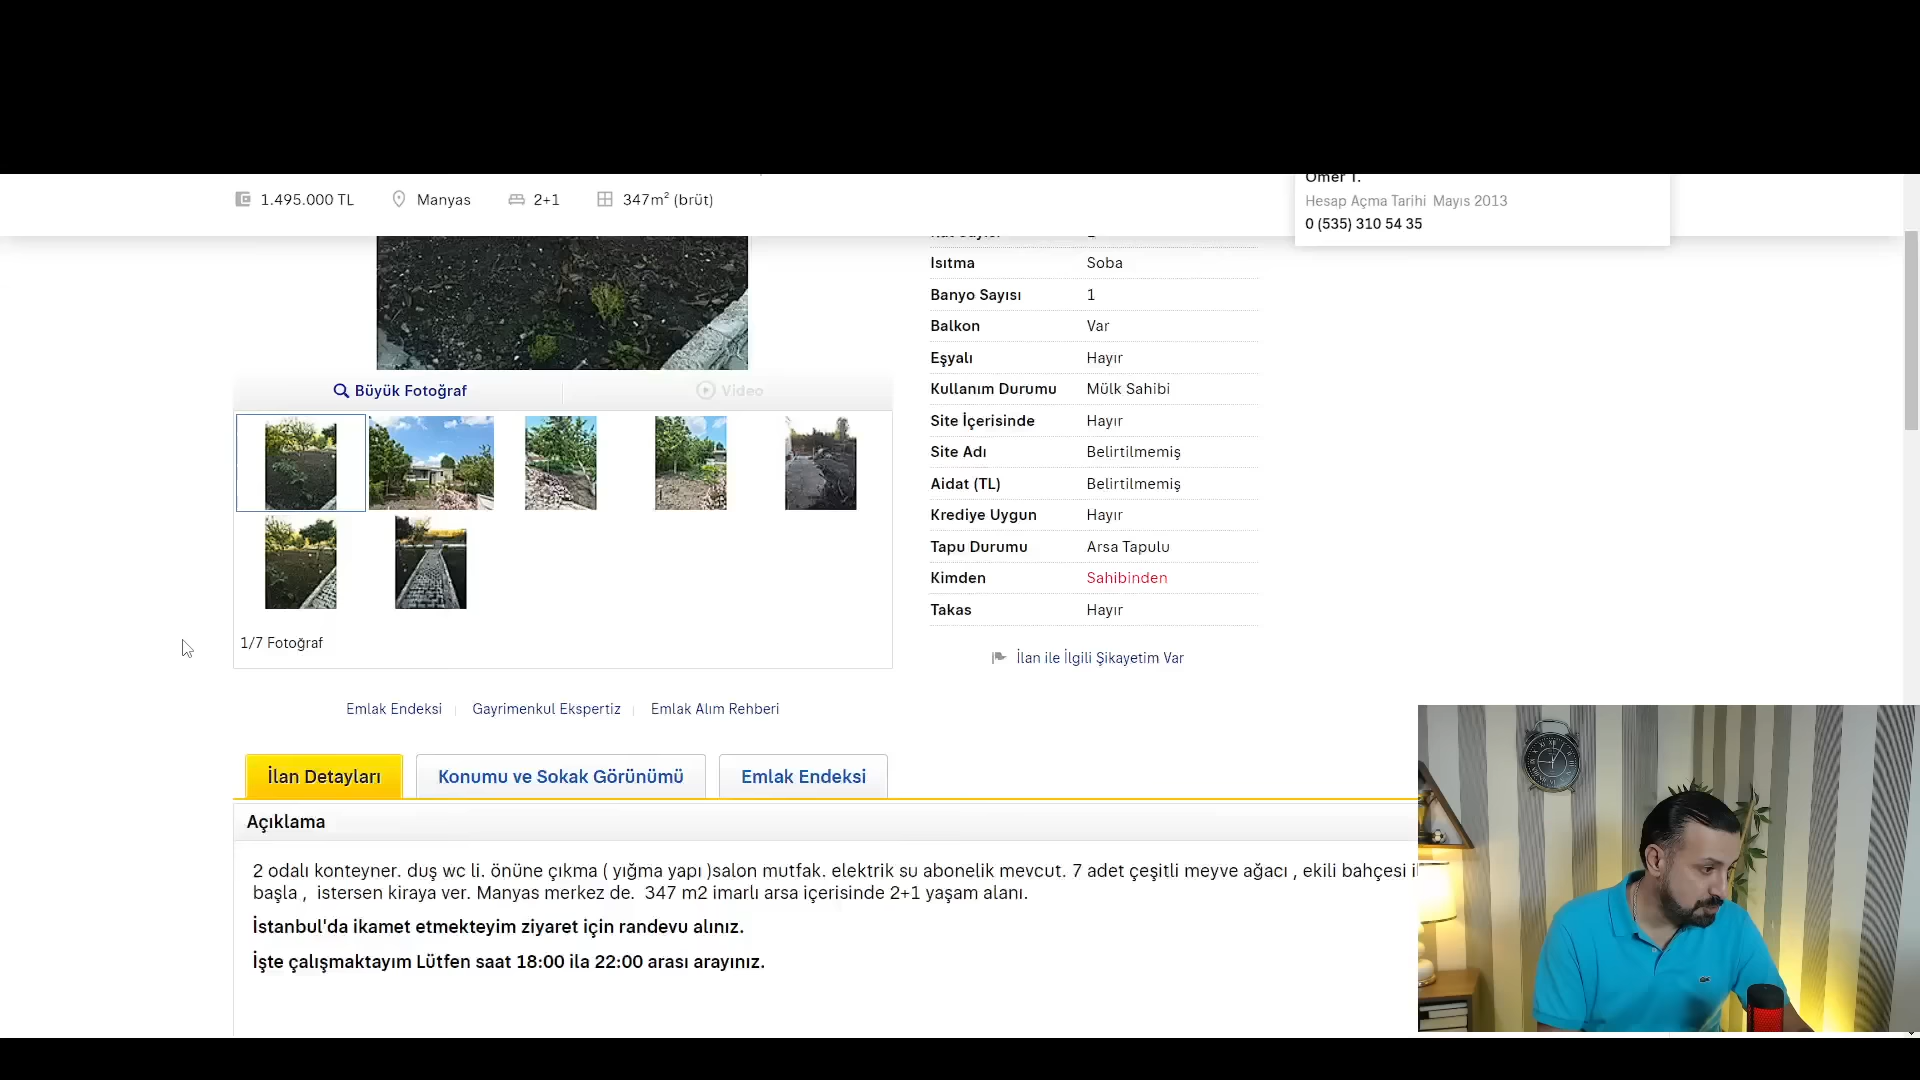 1.495.000 TL
Manyas
2+1
347m² (brüt)
Ömer T.
Hesap Açma Tarihi Mayıs 2013
0 (535) 310 54 35
Isıtma Soba
Banyo Sayısı 1
Balkon Var
Eşyalı Hayır
Kullanım Durumu Mülk Sahibi
Site İçerisinde Hayır
Site Adı Belirtilmemiş
Aidat (TL) Belirtilmemiş
Krediye Uygun Hayır
Tapu Durumu Arsa Tapulu
Kimden Sahibinden
Takas Hayır
İlan ile İlgili Şikayetim Var
Büyük Fotoğraf
Video
1/7 Fotoğraf
Emlak Endeksi
Gayrimenkul Ekspertiz
Emlak Alım Rehberi
İlan Detayları
Konumu ve Sokak Görünümü
Emlak Endeksi
Açıklama
2 odalı konteyner. duş wc li. önüne çıkma ( yığma yapı )salon mutfak. elektrik su abonelik mevcut. 7 adet çeşitli meyve ağacı , ekili bahçesi
başla , istersen kiraya ver. Manyas merkez de. 347 m2 imarlı arsa içerisinde 2+1 yaşam alanı.
İstanbul'da ikamet etmekteyim ziyaret için randevu alınız.
İşte çalışmaktayım Lütfen saat 18:00 ila 22:00 arası arayınız.